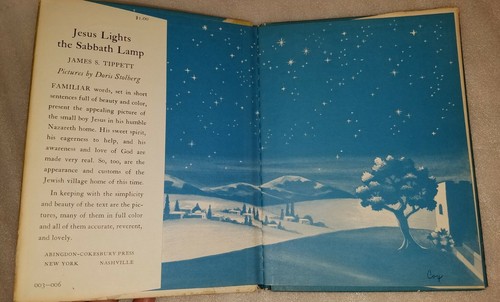 $1.00
Jesus Lights
the Sabbath Lamp
JAMES S. TIPPETT
Pictures by Doris Stolberg
FAMILIAR words, set in short
sentences full of beauty and color,
present the appealing picture of
the small boy Jesus in his humble
Nazareth home. His sweet spirit,
his eagerness to help, and his
awareness and love of God are
made very real. So, too, are the
appearance and customs of the
Jewish village home of this time.
In keeping with the simplicity
and beauty of the text are the pic-
tures, many of them in full color
and all of them accurate, reverent,
and lovely.
ABINGDON-COKESBURY PRESS
NEW YORK NASHVILLE
007-006